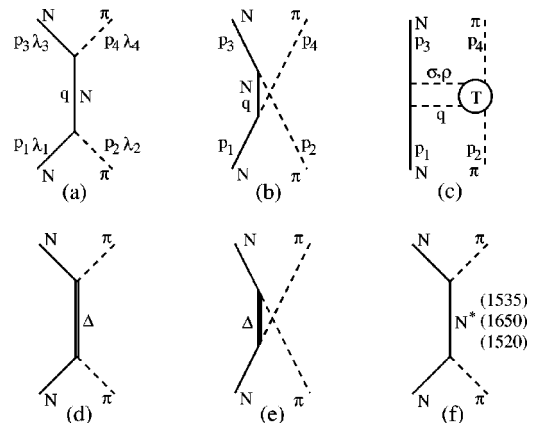 N π N π N π
p₃ λ₃ p₄ λ₄ p₃ p₄ p₃ p₄
σ,ρ
q N N q T
q
p₁ λ₁ p₂ λ₂ p₁ p₂ p₁ p₂
N π N π N π
(a) (b) (c)
N π N π N π
(1535)
Δ Δ N* (1650)
(1520)
N π N π N π
(d) (e) (f)